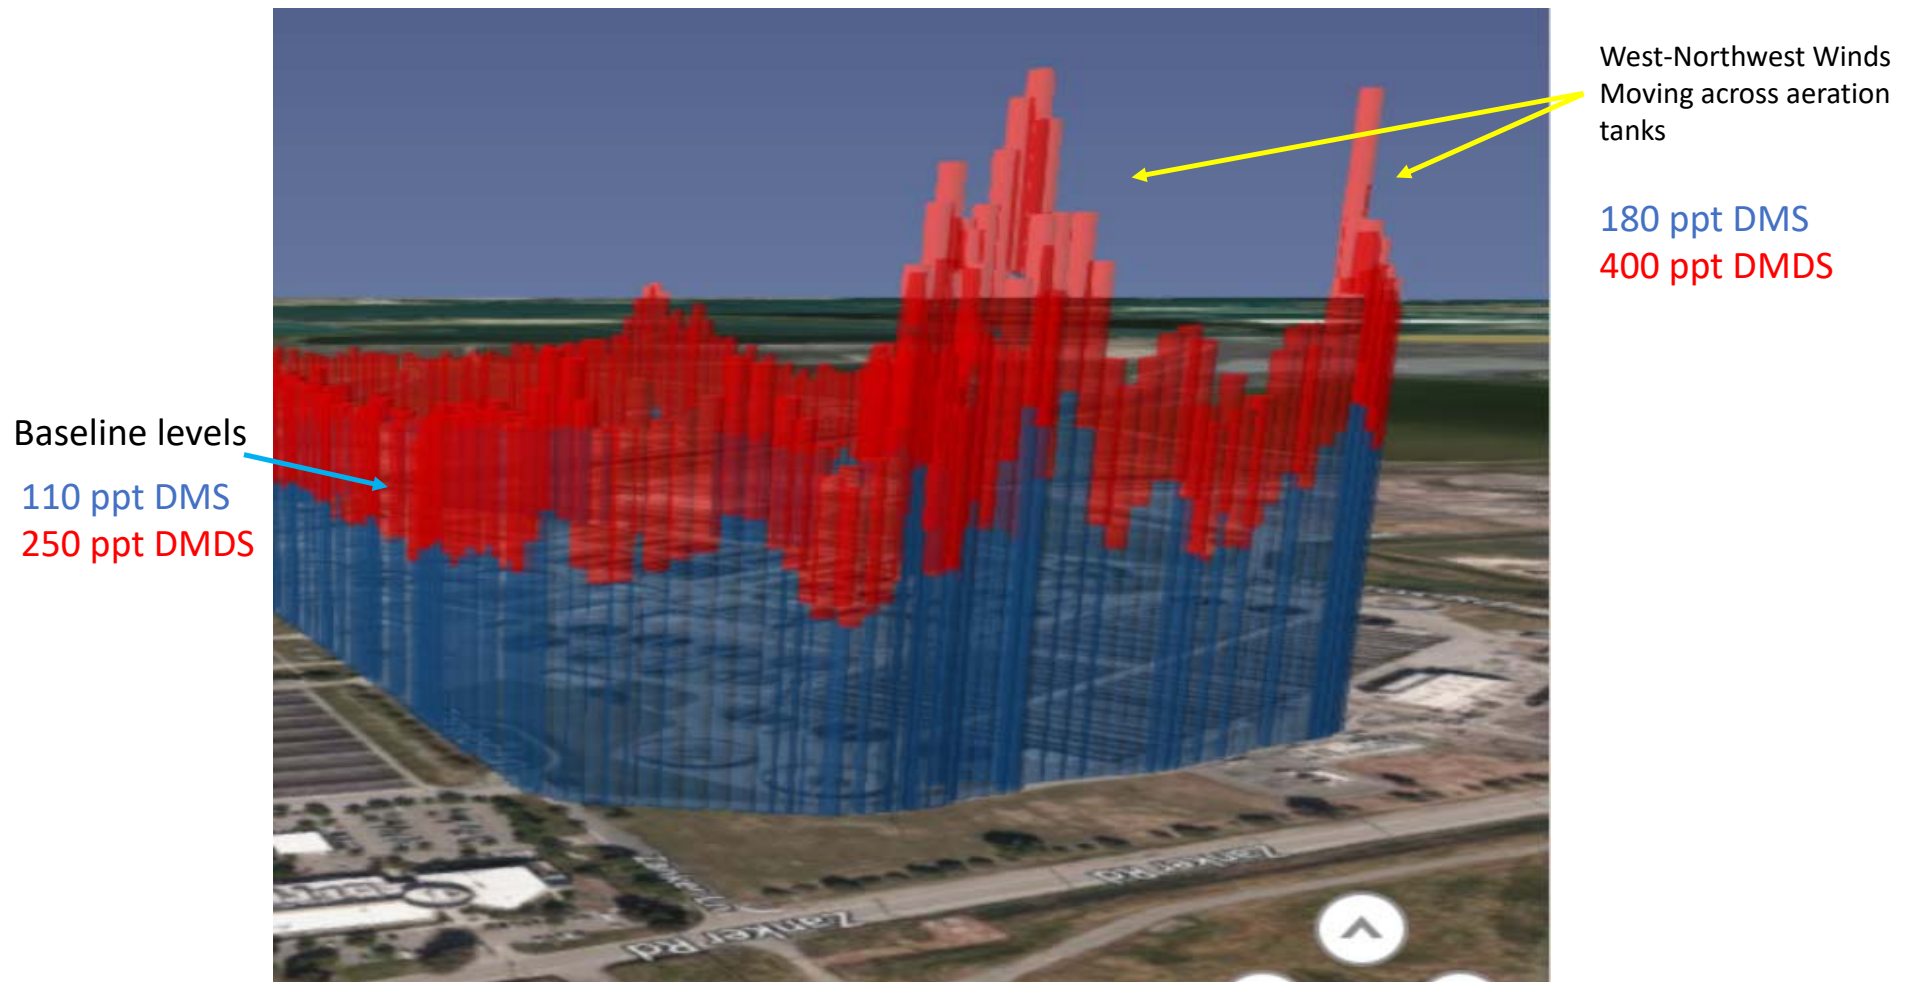 West-Northwest Winds
Moving across aeration
tanks
180 ppt DMS
400 ppt DMDS
Baseline levels
110 ppt DMS
250 ppt DMDS
Zanker Rd
Zanker Rd